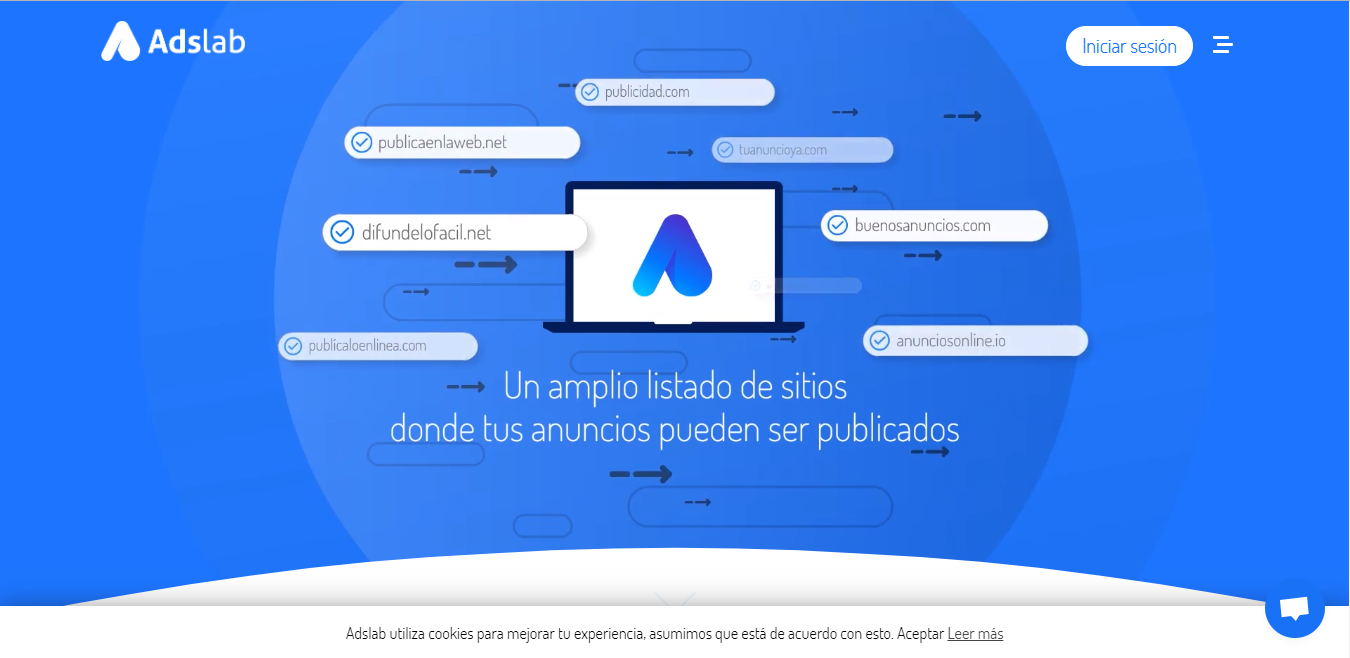 Adslab
Iniciar sesión
publicidad.com
publicaenlaweb.net
tuanuncioya.com
difundelofacil.net
buenosanuncios.com
publicaloenlinea.com
anunciosonline.io
Un amplio listado de sitios
donde tus anuncios pueden ser publicados
Adslab utiliza cookies para mejorar tu experiencia, asumimos que está de acuerdo con esto. Aceptar Leer más